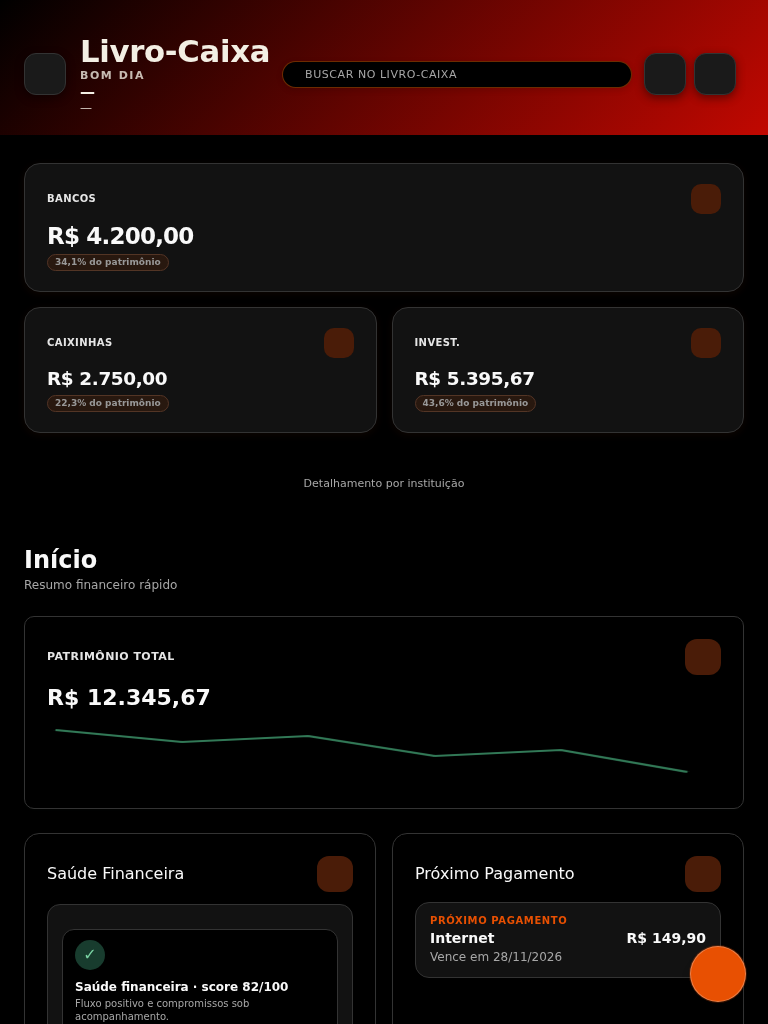 Livro-Caixa
BOM DIA
—
—
BUSCAR NO LIVRO-CAIXA
BANCOS
R$ 4.200,00
34,1% do patrimônio
CAIXINHAS
R$ 2.750,00
22,3% do patrimônio
INVEST.
R$ 5.395,67
43,6% do patrimônio
Detalhamento por instituição
Início
Resumo financeiro rápido
PATRIMÔNIO TOTAL
R$ 12.345,67
Saúde Financeira
✓
Saúde financeira · score 82/100
Fluxo positivo e compromissos sob
acompanhamento.
Próximo Pagamento
PRÓXIMO PAGAMENTO
Internet R$ 149,90
Vence em 28/11/2026